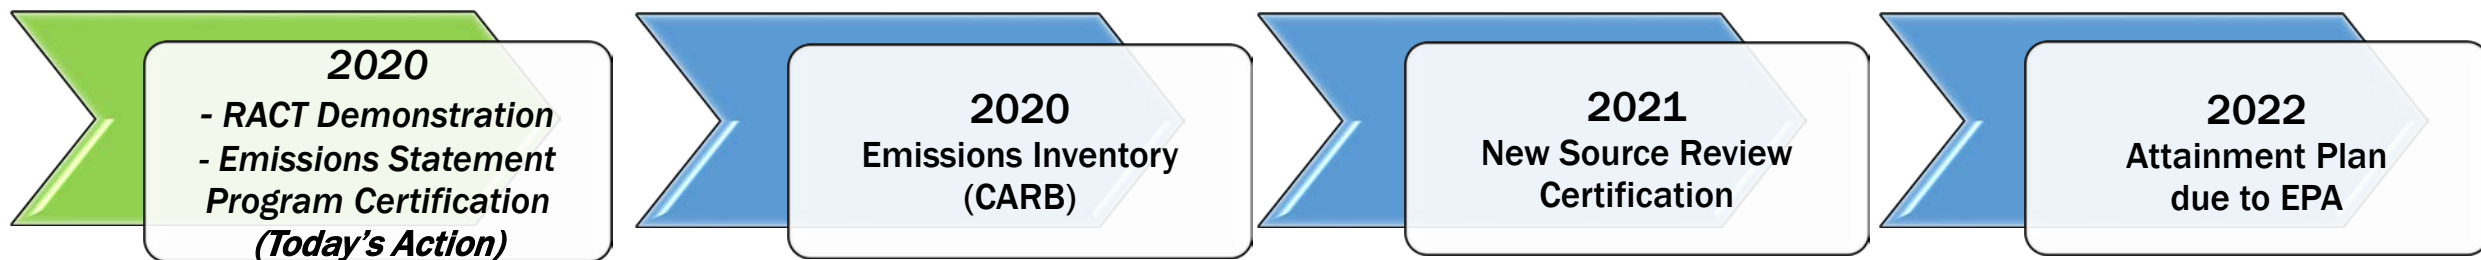 2020
- RACT Demonstration
- Emissions Statement
Program Certification
(Today's Action)
2020
Emissions Inventory
(CARB)
2021
New Source Review
Certification
2022
Attainment Plan
due to EPA